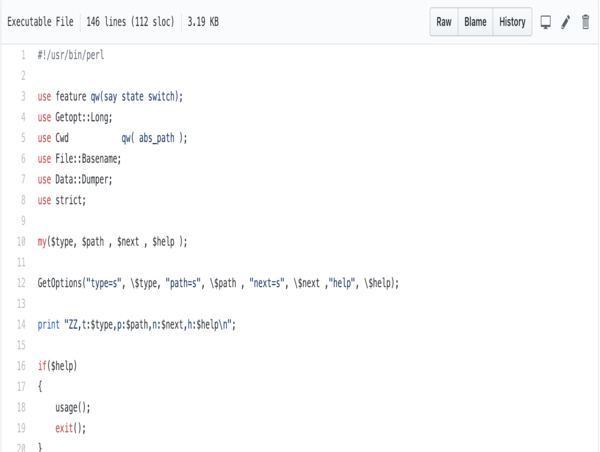 Executable File 146 lines (112 sloc) 3.19 KB Raw Blame History
1 #!/usr/bin/perl
2
3 use feature qw(say state switch);
4 use Getopt::Long;
5 use Cwd           qw( abs_path );
6 use File::Basename;
7 use Data::Dumper;
8 use strict;
9
10 my($type, $path , $next , $help );
11
12 GetOptions("type=s", \$type, "path=s", \$path , "next=s", \$next ,"help", \$help);
13
14 print "ZZ,t:$type,p:$path,n:$next,h:$help\n";
15
16 if($help)
17 {
18     usage();
19     exit();
20 }